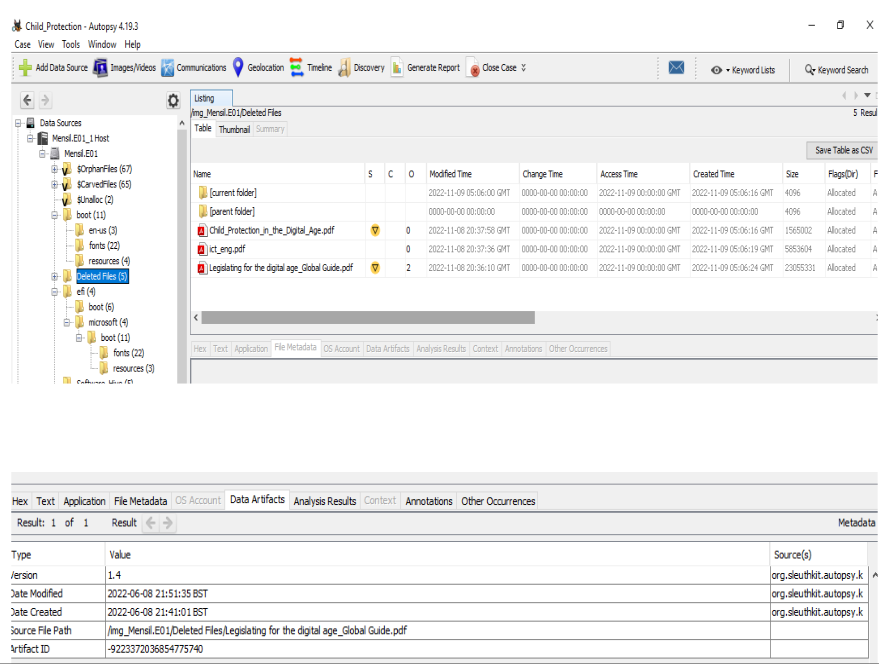 Child_Protection - Autopsy 4.19.3
Case View Tools Window Help
Add Data Source Images/Videos Communications Geolocation Timeline Discovery Generate Report Close Case Keyword Lists Keyword Search
Listing
/img_Mensil.E01/Deleted Files
5 Resul
Table Thumbnail Summary
Save Table as CSV
Data Sources
Mensil.E01_1 Host
Mensil.E01
$OrphanFiles (67)
$CarvedFiles (65)
$Unalloc (2)
boot (11)
en-us (3)
fonts (22)
resources (4)
Deleted Files (5)
efi (4)
boot (6)
microsoft (4)
boot (11)
fonts (22)
resources (3)
Software_Hive (5)
Name S C O Modified Time Change Time Access Time Created Time Size Flags(Dir) F
[current folder] 2022-11-09 05:06:00 GMT 0000-00-00 00:00:00 2022-11-09 00:00:00 GMT 2022-11-09 05:06:16 GMT 4096 Allocated A
[parent folder] 0000-00-00 00:00:00 0000-00-00 00:00:00 0000-00-00 00:00:00 0000-00-00 00:00:00 4096 Allocated A
Child_Protection_in_the_Digital_Age.pdf 0 2022-11-08 20:37:58 GMT 0000-00-00 00:00:00 2022-11-09 00:00:00 GMT 2022-11-09 05:06:16 GMT 1565002 Allocated A
ict_eng.pdf 0 2022-11-08 20:37:36 GMT 0000-00-00 00:00:00 2022-11-09 00:00:00 GMT 2022-11-09 05:06:19 GMT 5853604 Allocated A
Legislating for the digital age_Global Guide.pdf 2 2022-11-08 20:36:10 GMT 0000-00-00 00:00:00 2022-11-09 00:00:00 GMT 2022-11-09 05:06:24 GMT 23055331 Allocated A
Hex Text Application File Metadata OS Account Data Artifacts Analysis Results Context Annotations Other Occurrences
Hex Text Application File Metadata OS Account Data Artifacts Analysis Results Context Annotations Other Occurrences
Result: 1 of 1 Result Metadata
Type Value Source(s)
Version 1.4 org.sleuthkit.autopsy.k
Date Modified 2022-06-08 21:51:35 BST org.sleuthkit.autopsy.k
Date Created 2022-06-08 21:41:01 BST org.sleuthkit.autopsy.k
Source File Path /img_Mensil.E01/Deleted Files/Legislating for the digital age_Global Guide.pdf
Artifact ID -9223372036854775740